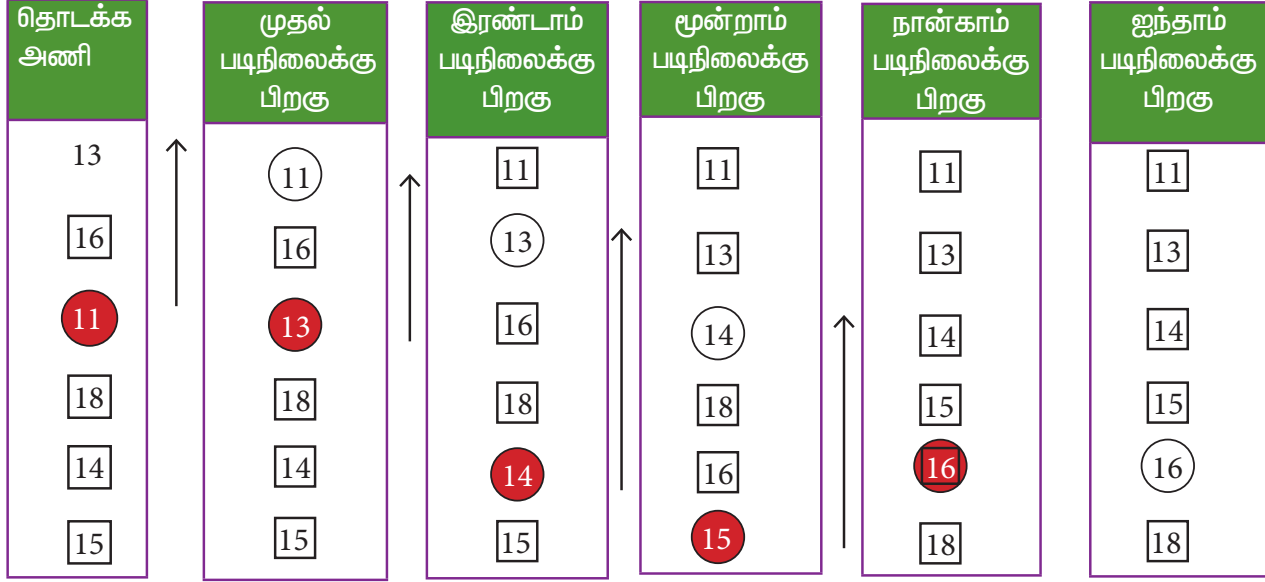 தொடக்க
அணி
13
16
11
18
14
15
முதல்
படிநிலைக்கு
பிறகு
11
16
13
18
14
15
இரண்டாம்
படிநிலைக்கு
பிறகு
11
13
16
18
14
15
மூன்றாம்
படிநிலைக்கு
பிறகு
11
13
14
18
16
15
நான்காம்
படிநிலைக்கு
பிறகு
11
13
14
15
16
18
ஐந்தாம்
படிநிலைக்கு
பிறகு
11
13
14
15
16
18